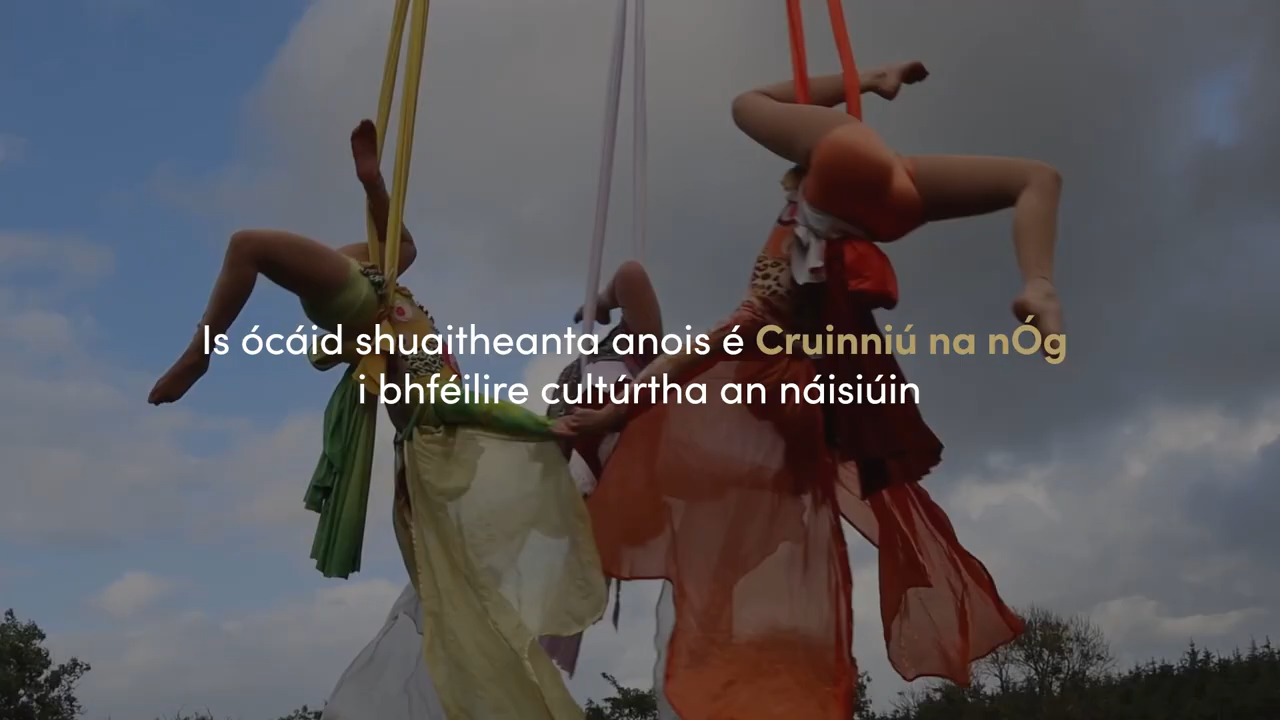 Is ócáid shuaitheanta anois é Cruinniú na nÓg
i bhféilire cultúrtha an náisiúin